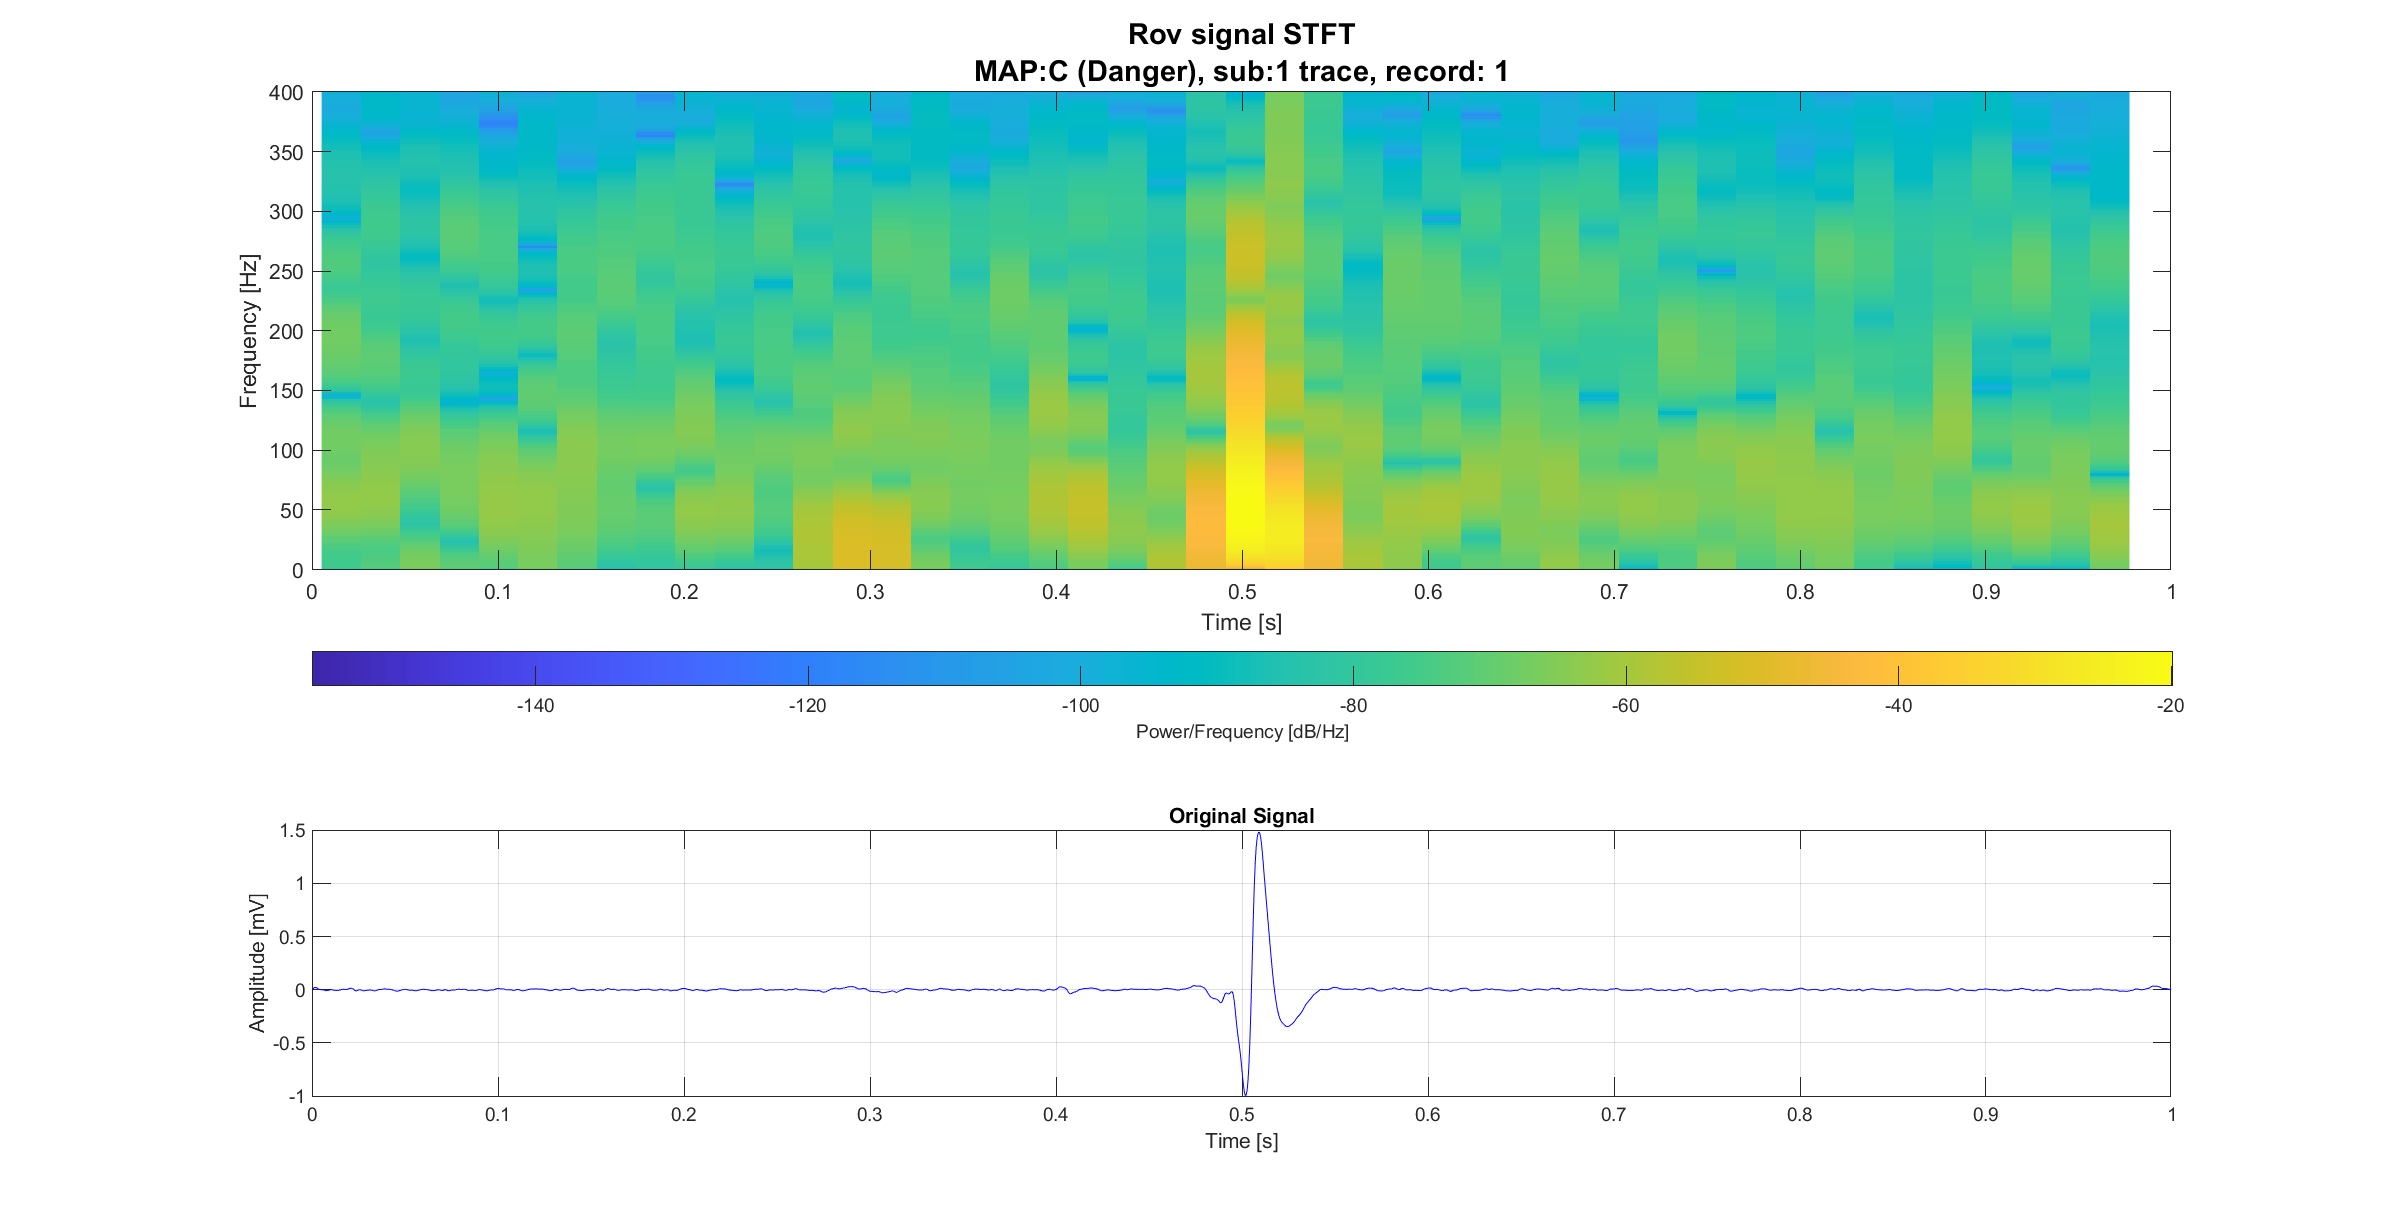 Rov signal STFT
MAP:C (Danger), sub:1 trace, record: 1
400
350
300
250
200
150
100
50
0
Frequency [Hz]
0 0.1 0.2 0.3 0.4 0.5 0.6 0.7 0.8 0.9 1
Time [s]
-140 -120 -100 -80 -60 -40 -20
Power/Frequency [dB/Hz]
Original Signal
1.5
1
0.5
0
-0.5
-1
Amplitude [mV]
0 0.1 0.2 0.3 0.4 0.5 0.6 0.7 0.8 0.9 1
Time [s]